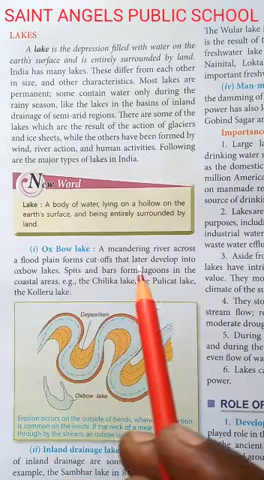 SAINT ANGELS PUBLIC SCHOOL
LAKES
A lake is the depression filled with water on the
earth's surface and is entirely surrounded by land.
India has many lakes. These differ from each other
in size, and other characteristics. Most lakes are
permanent; some contain water only during the
rainy season, like the lakes in the basins of inland
drainage of semi-arid regions. There are some of
the lakes which are the result of the action of glaciers
and ice sheets, while the others have been formed by
wind, river action, and human activities. Following
are the major types of lakes in India.
New Word
Lake : A body of water, lying on a hollow on the
earth's surface, and being entirely surrounded by
land.
(i) Ox Bow lake : A meandering river across
a flood plain forms cut-offs that later develop into
oxbow lakes. Spits and bars form lagoons in the
coastal areas, e.g., the Chilika lake, the Pulicat lake,
the Kolleru lake.
Deposition
Oxbow lake
Erosion occurs on the outside of bends, where
is common on the inside. If the neck of a
through by the stream, an oxbow
(ii) Inland drainage
of inland drainage are
example, the Sambhar lake in
The Wular lake
is the result of t
freshwater lake
Nainital, Lokta
important freshw
(iv) Man-m
the damming of
power has also l
Gobind Sagar an
Importanc
1. Large la
drinking water s
as the domestic
million America
on manmade re
source of drinkin
2. Lakes are
purposes, includi
industrial water
waste water efflu
3. Aside fro
lakes have intrin
value. They mo
climate of the su
4. They sto
stream flow; re
moderate droug
5. During
and during the
even flow of wa
6. Lakes ca
power.
ROLE OF
1. Develop
played role in th
the ancient